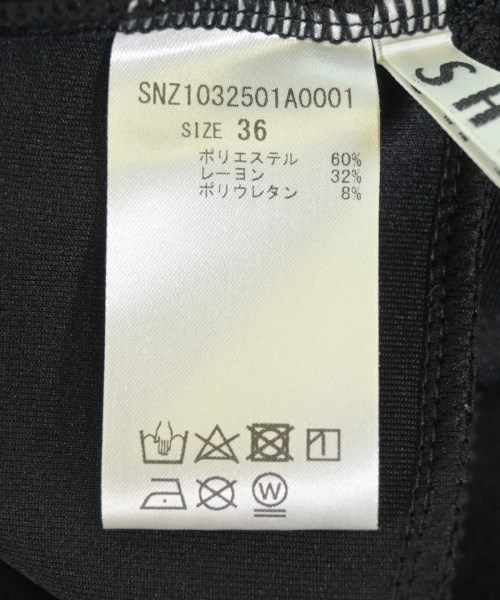 SNZ1032501A0001
SIZE 36
ポリエステル 60%
レーヨン 32%
ポリウレタン 8%
W
SH